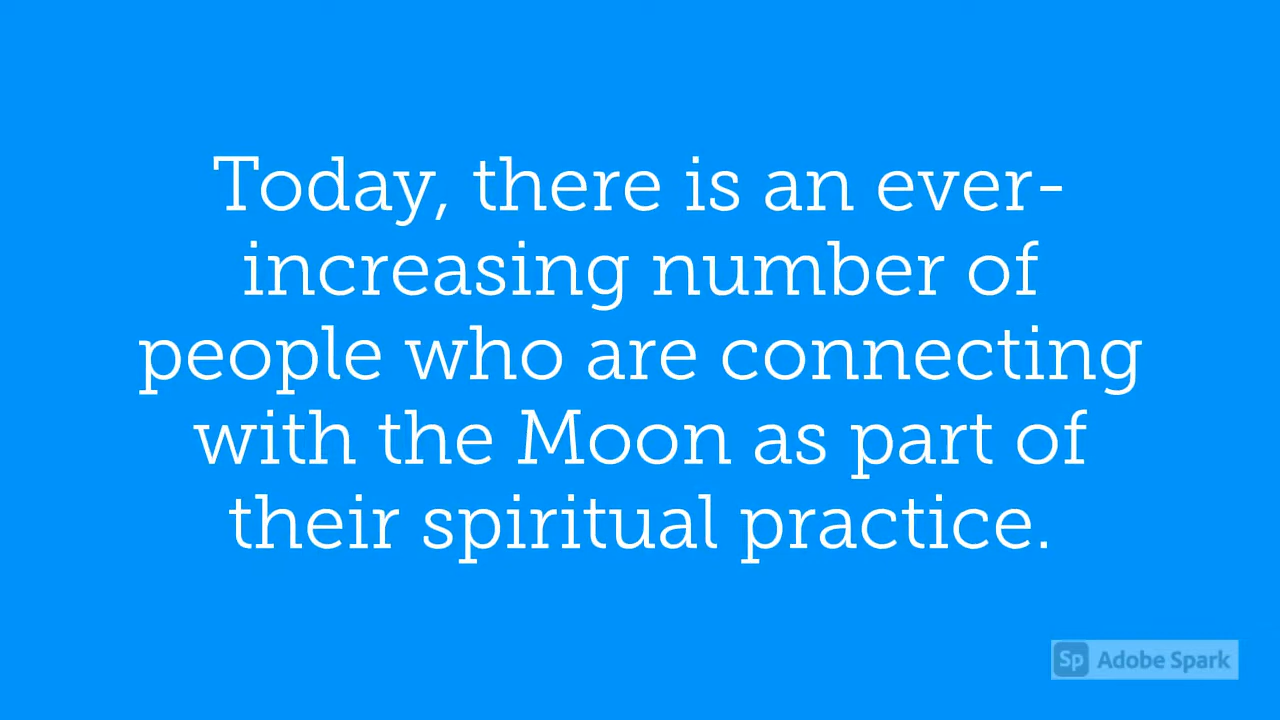 Today, there is an ever-
increasing number of
people who are connecting
with the Moon as part of
their spiritual practice.
Sp Adobe Spark